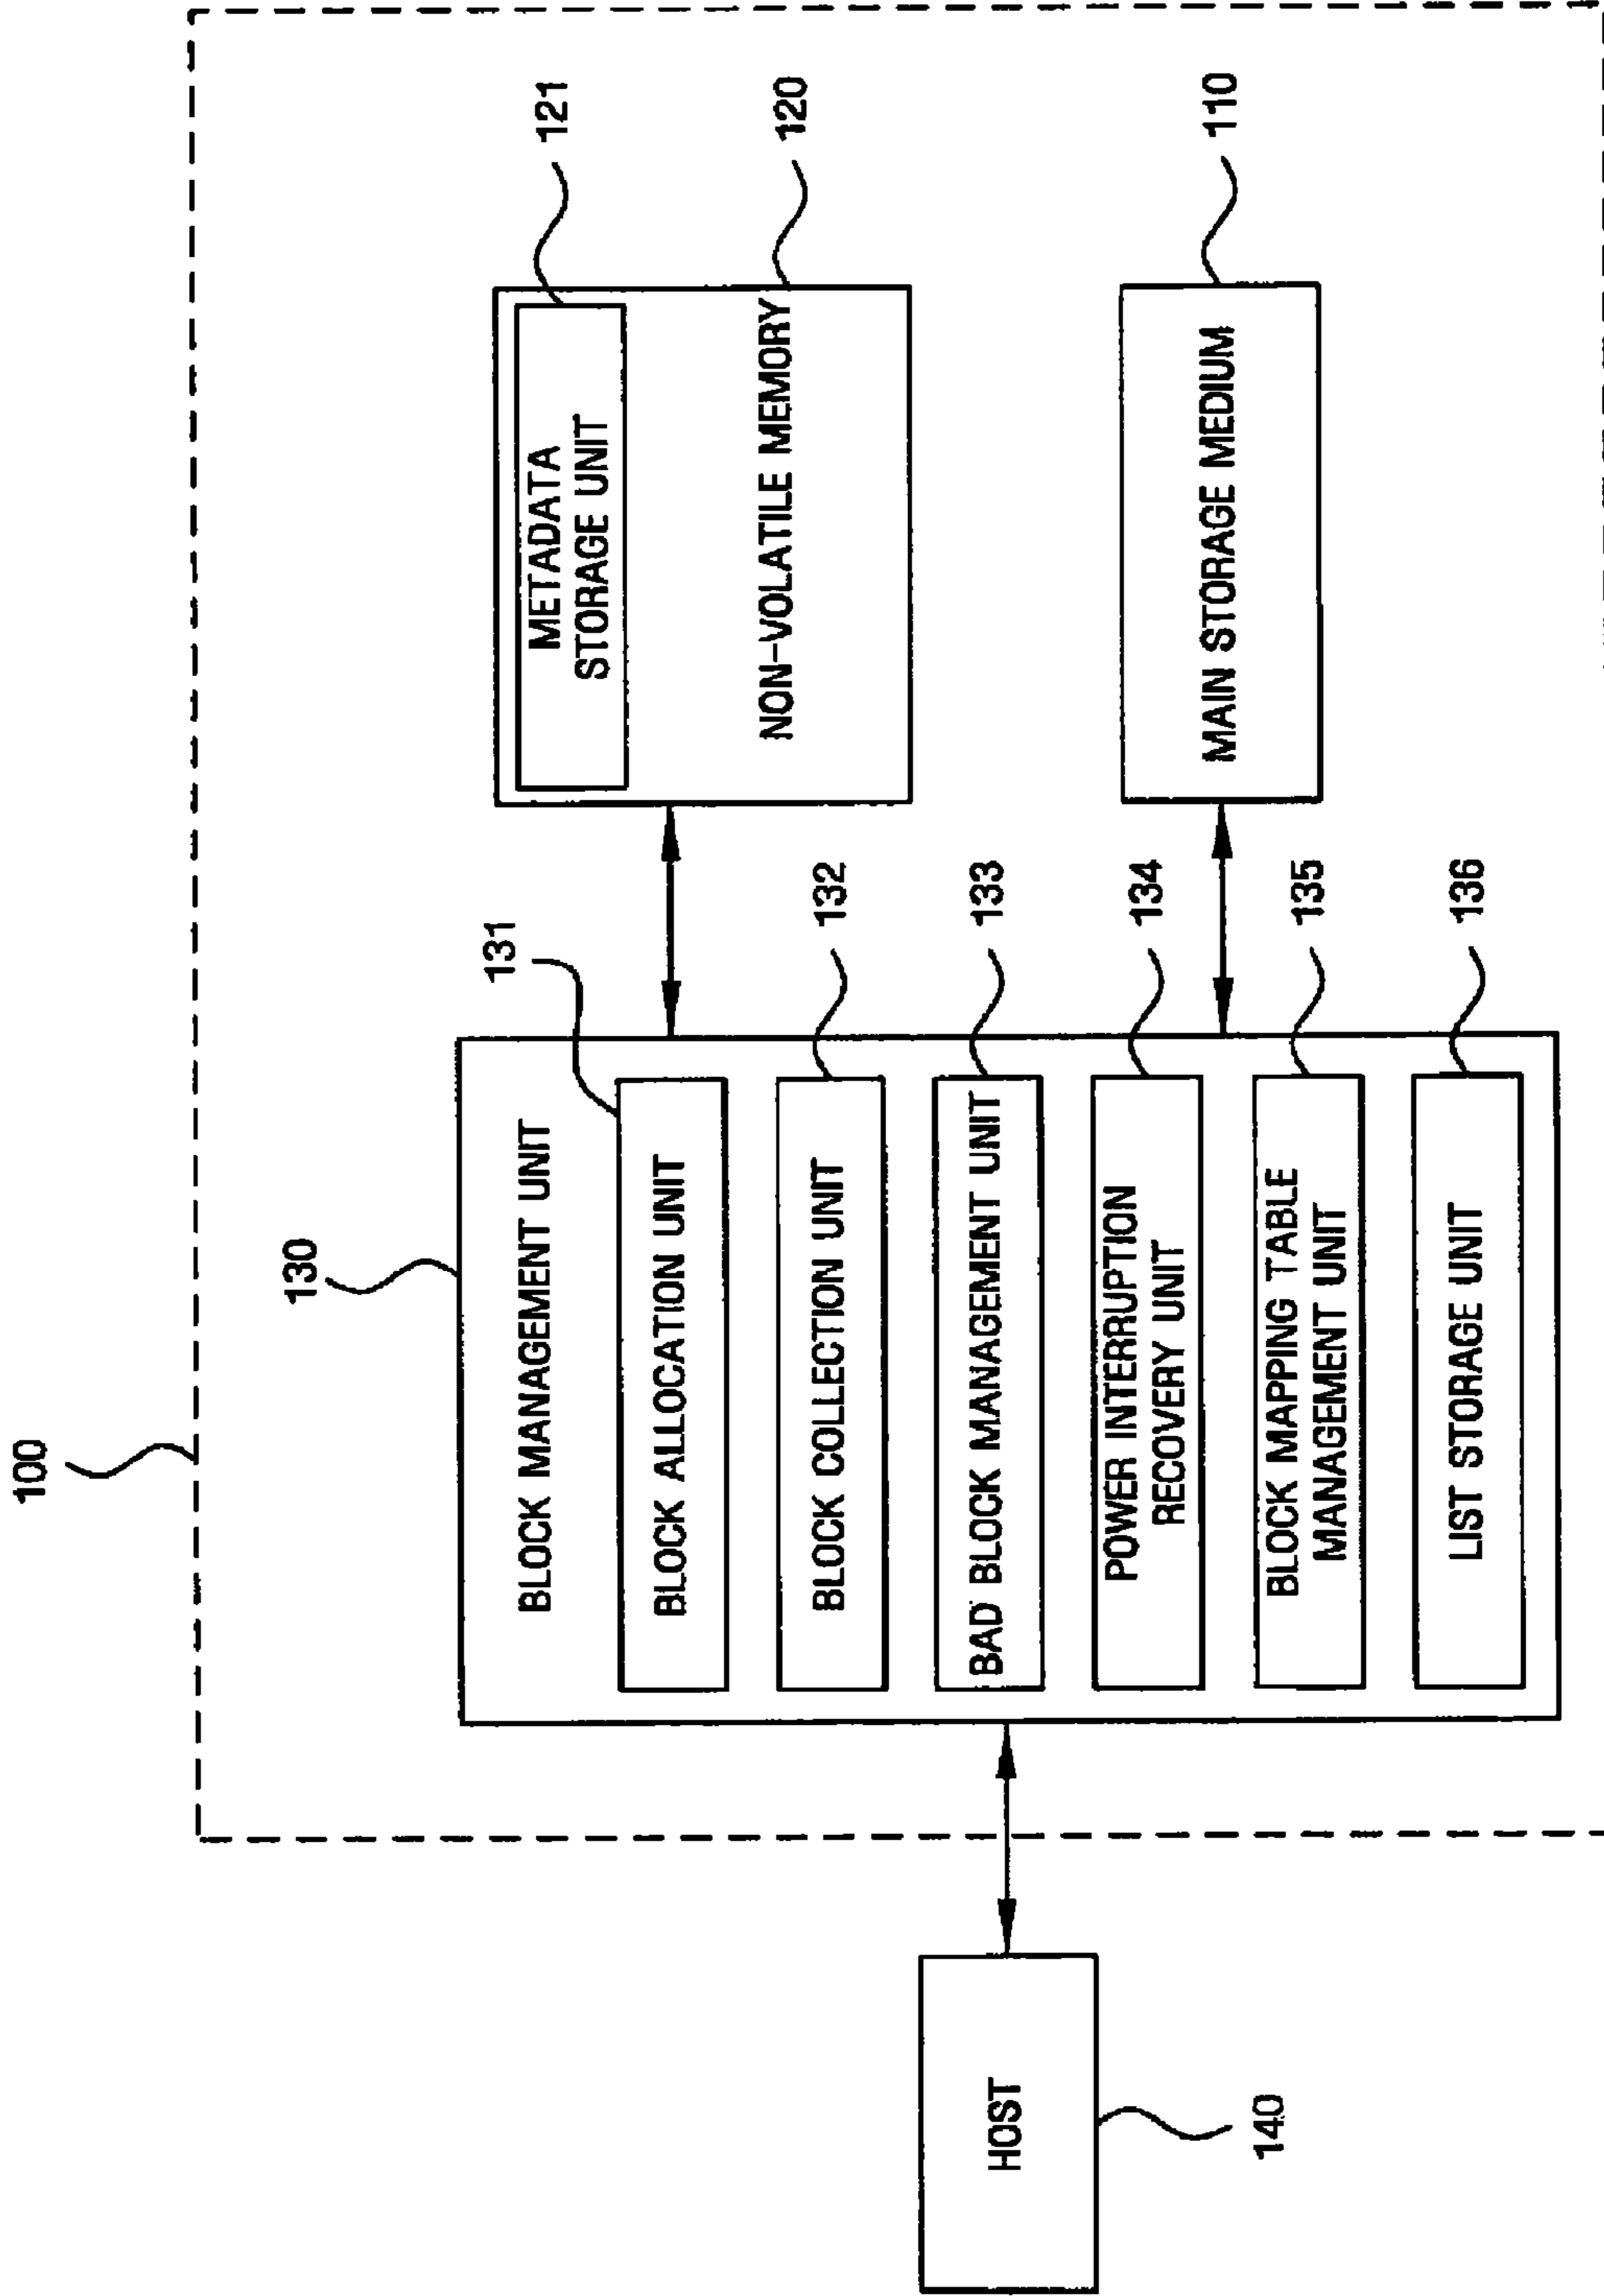 100
130
BLOCK MANAGEMENT UNIT
131
BLOCK ALLOCATION UNIT
132
BLOCK COLLECTION UNIT
133
BAD BLOCK MANAGEMENT UNIT
134
POWER INTERRUPTION
RECOVERY UNIT
135
BLOCK MAPPING TABLE
MANAGEMENT UNIT
136
LIST STORAGE UNIT
121
METADATA
STORAGE UNIT
120
NON-VOLATILE MEMORY
110
MAIN STORAGE MEDIUM
HOST
140